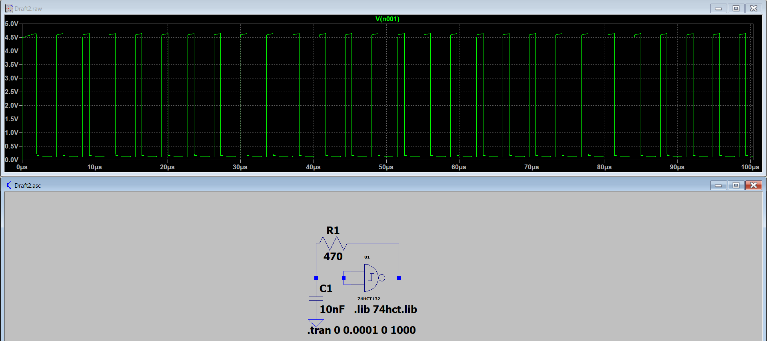 Draft2.raw
V(n001)
5.0V
4.5V
4.0V
3.5V
3.0V
2.5V
2.0V
1.5V
1.0V
0.5V
0.0V
0µs 10µs 20µs 30µs 40µs 50µs 60µs 70µs 80µs 90µs 100µs
Draft2.asc
R1
470
U1
74HCT132
C1
10nF .lib 74hct.lib
.tran 0 0.0001 0 1000